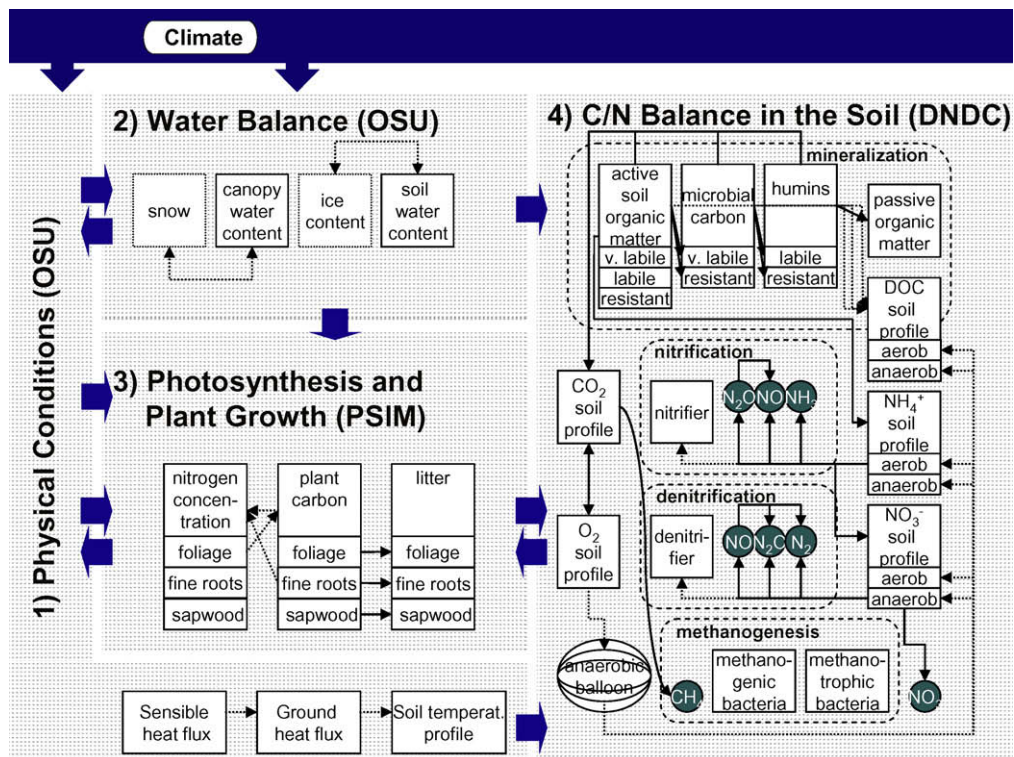 Climate
1) Physical Conditions (OSU)
2) Water Balance (OSU)
snow
canopy
water
content
ice
content
soil
water
content
3) Photosynthesis and
Plant Growth (PSIM)
nitrogen
concen-
tration
foliage
fine roots
sapwood
plant
carbon
foliage
fine roots
sapwood
litter
foliage
fine roots
sapwood
Sensible
heat flux
Ground
heat flux
Soil temperat.
profile
4) C/N Balance in the Soil (DNDC)
mineralization
active
soil
organic
matter
v. labile
labile
resistant
microbial
carbon
v. labile
resistant
humins
labile
resistant
passive
organic
matter
DOC
soil
profile
aerob
anaerob
CO₂
soil
profile
nitrification
nitrifier
N₂O
NO
NH
NH₄⁺
soil
profile
aerob
anaerob
O₂
soil
profile
denitrification
denitri-
fier
NO
N₂O
N₂
NO₃⁻
soil
profile
aerob
anaerob
anaerobic
balloon
methanogenesis
CH
methano-
genic
bacteria
methano-
trophic
bacteria
NO